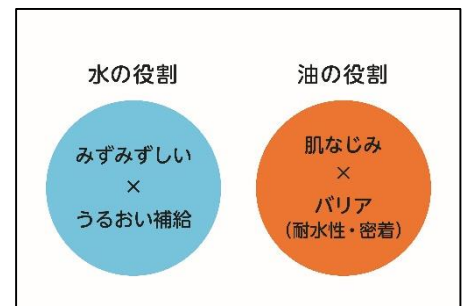 水の役割
みずみずしい
×
うるおい補給
油の役割
肌なじみ
×
バリア
(耐水性・密着)